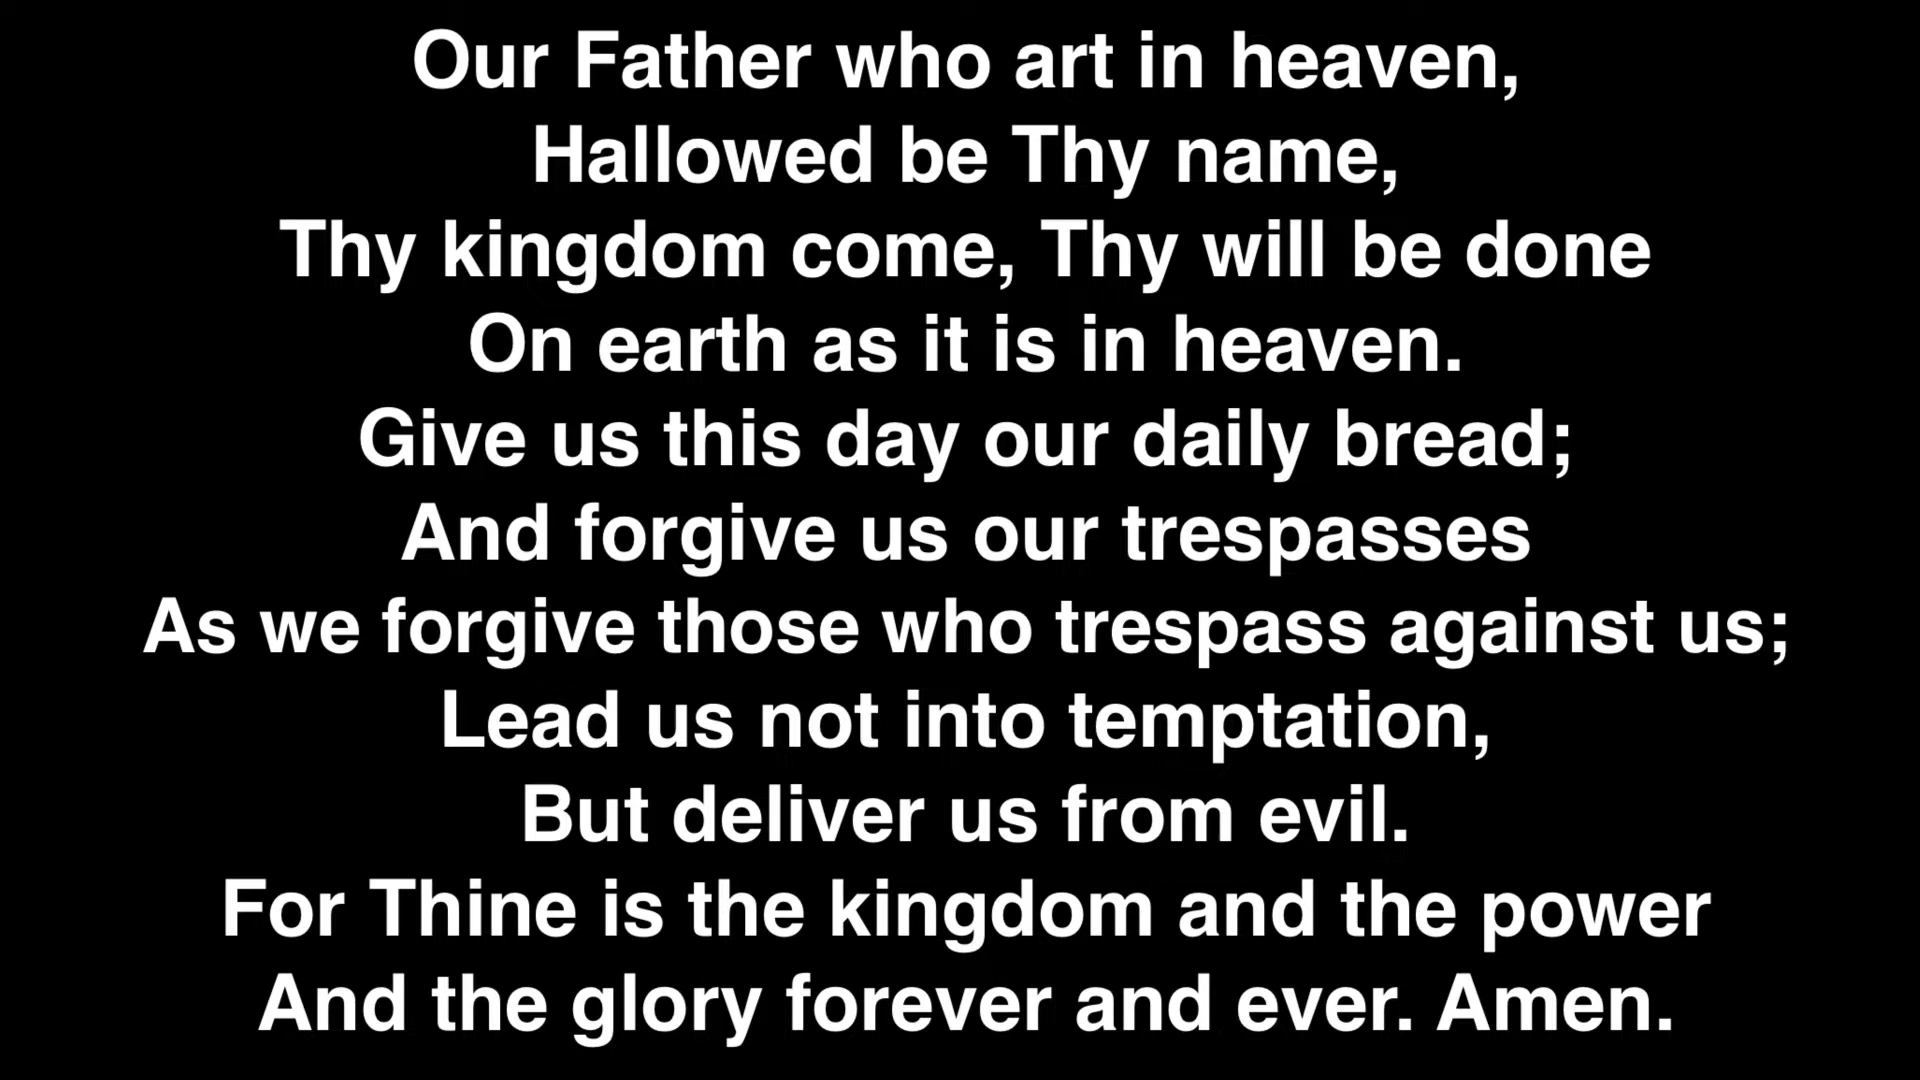 Our Father who art in heaven,
Hallowed be Thy name,
Thy kingdom come, Thy will be done
On earth as it is in heaven.
Give us this day our daily bread;
And forgive us our trespasses
As we forgive those who trespass against us;
Lead us not into temptation,
But deliver us from evil.
For Thine is the kingdom and the power
And the glory forever and ever. Amen.